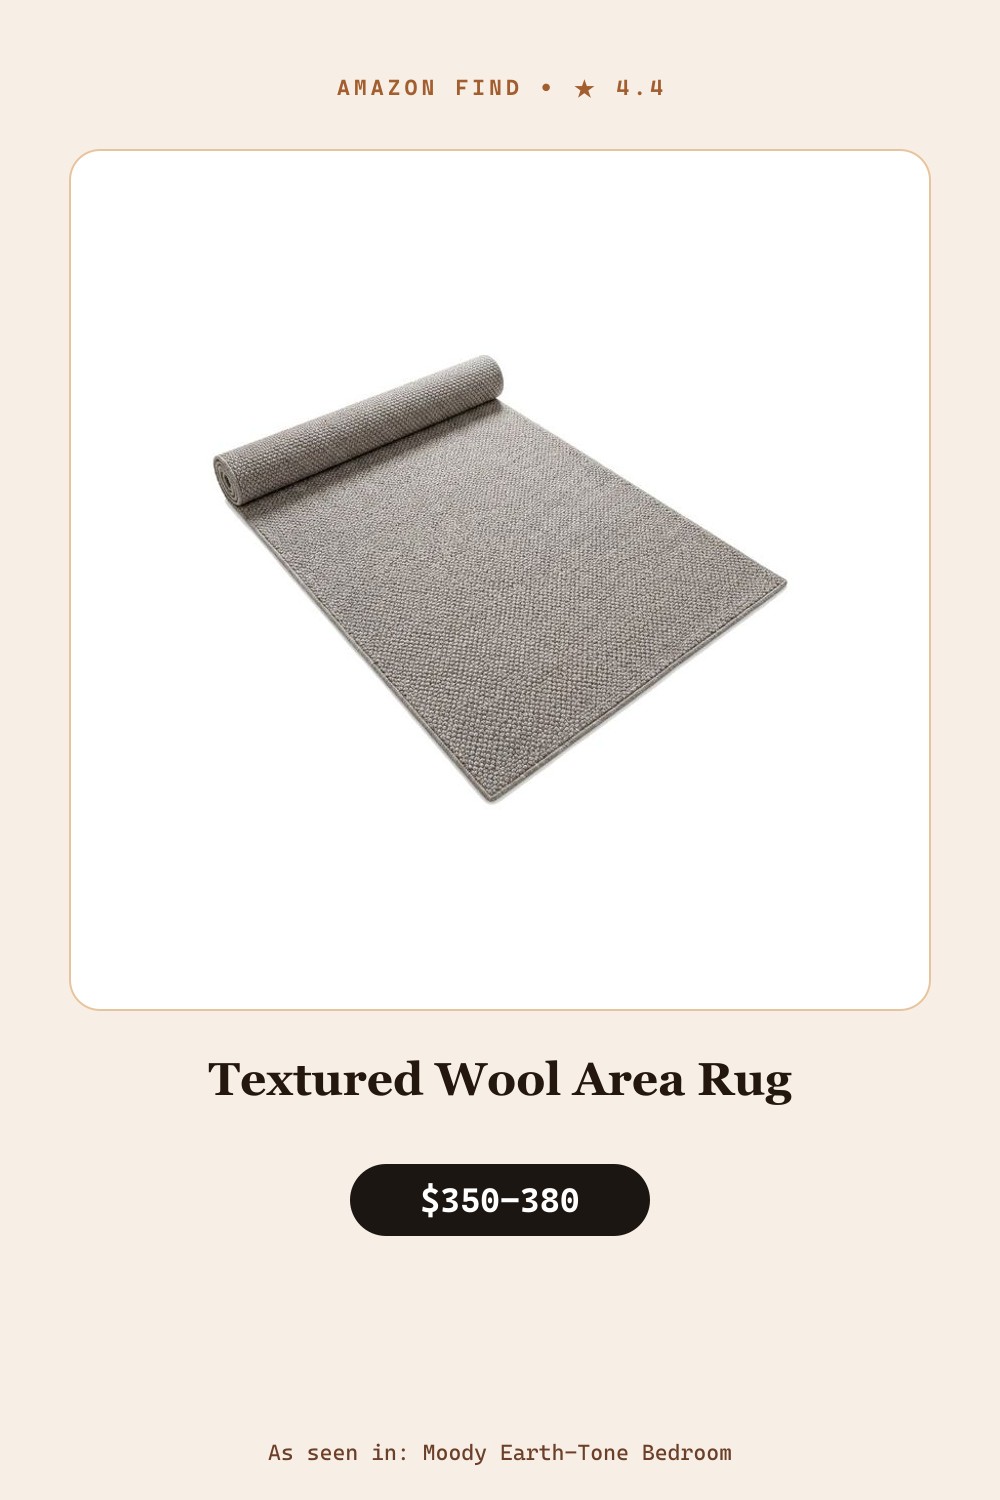 AMAZON FIND • ★ 4.4
Textured Wool Area Rug
$350–380
As seen in: Moody Earth-Tone Bedroom